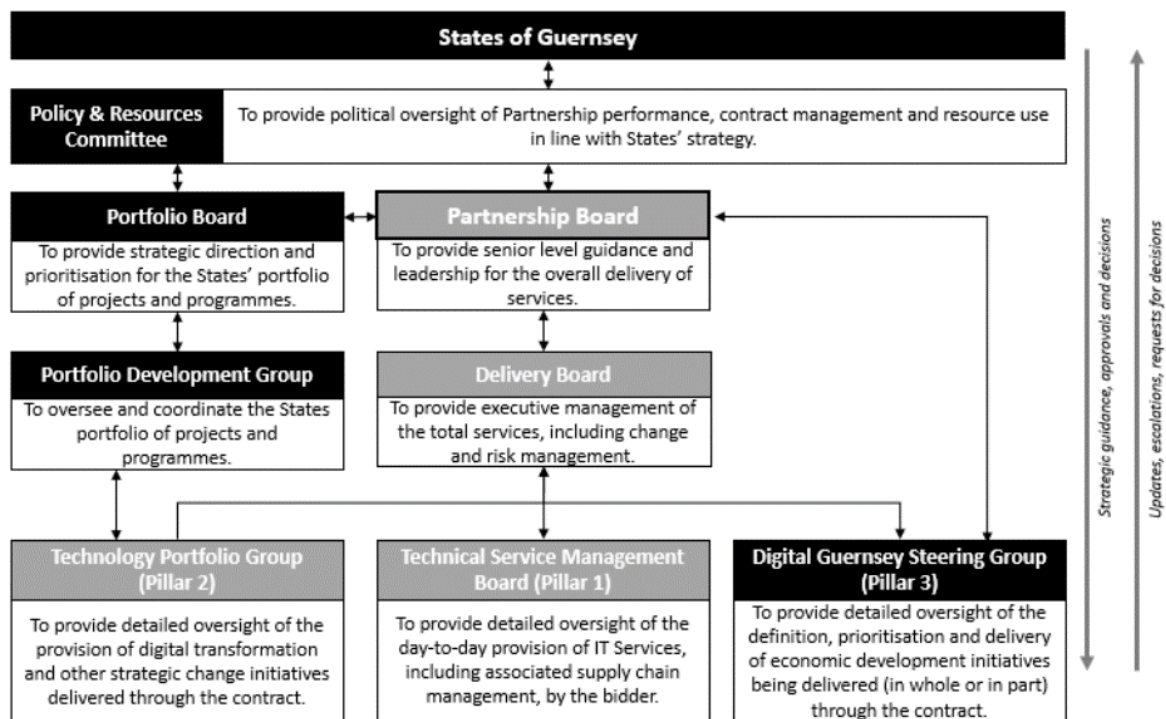 States of Guernsey
Policy & Resources
Committee
To provide political oversight of Partnership performance, contract management and resource use
in line with States’ strategy.
Portfolio Board
To provide strategic direction and
prioritisation for the States’ portfolio
of projects and programmes.
Partnership Board
To provide senior level guidance and
leadership for the overall delivery of
services.
Portfolio Development Group
To oversee and coordinate the States
portfolio of projects and
programmes.
Delivery Board
To provide executive management of
the total services, including change
and risk management.
Technology Portfolio Group
(Pillar 2)
To provide detailed oversight of the
provision of digital transformation
and other strategic change initiatives
delivered through the contract.
Technical Service Management
Board (Pillar 1)
To provide detailed oversight of the
day-to-day provision of IT Services,
including associated supply chain
management, by the bidder.
Digital Guernsey Steering Group
(Pillar 3)
To provide detailed oversight of the
definition, prioritisation and delivery
of economic development initiatives
being delivered (in whole or in part)
through the contract.
Strategic guidance, approvals and decisions
Updates, escalations, requests for decisions